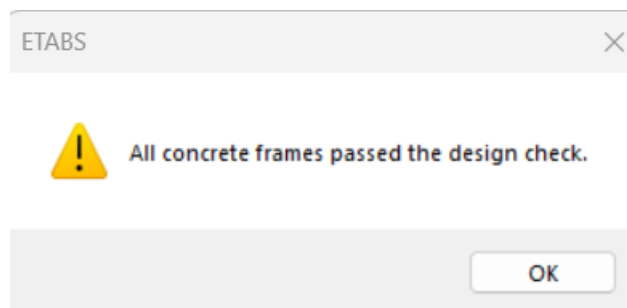 ETABS
All concrete frames passed the design check.
OK